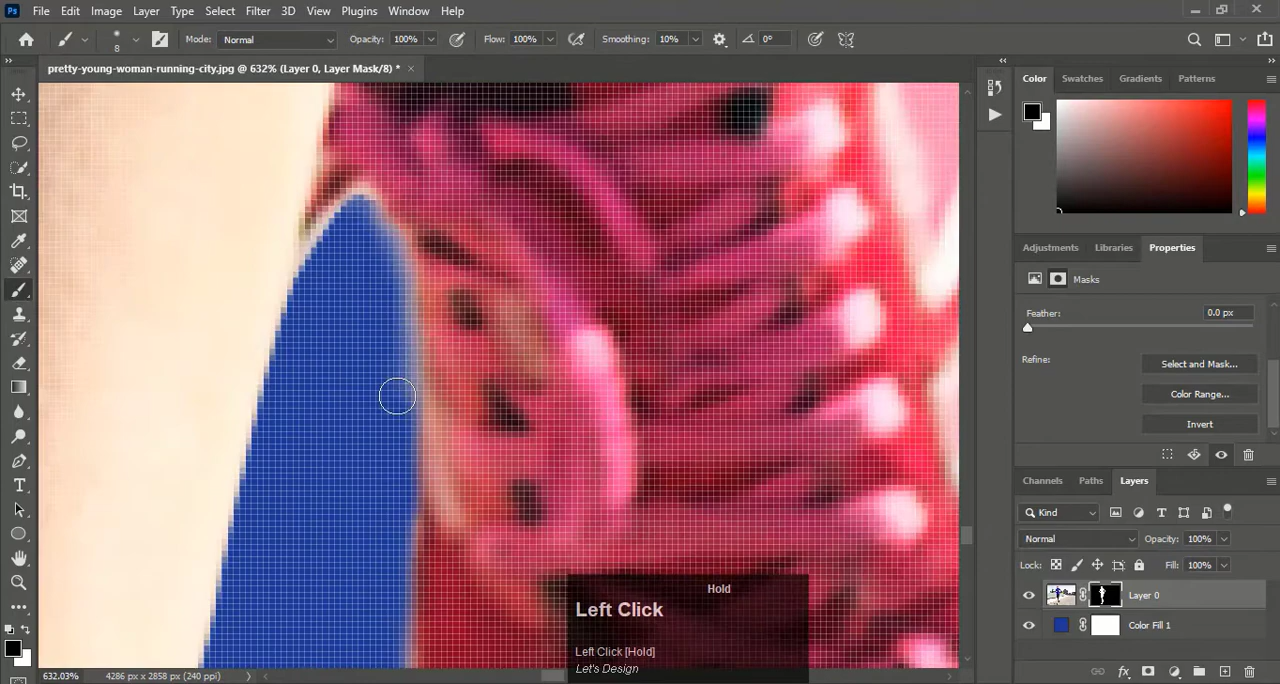 Ps File Edit Image Layer Type Select Filter 3D View Plugins Window Help
8 Mode: Normal Opacity: 100% Flow: 100% Smoothing: 10% 0°
pretty-young-woman-running-city.jpg @ 632% (Layer 0, Layer Mask/8) * ×
Color Swatches Gradients Patterns
Adjustments Libraries Properties
Masks
Feather: 0.0 px
Refine: Select and Mask...
Color Range...
Invert
Channels Paths Layers
Kind
Normal Opacity: 100%
Lock: Fill: 100%
Layer 0
Color Fill 1
Hold
Left Click
Left Click [Hold]
Let's Design
632.03% 4286 px x 2858 px (240 ppi)